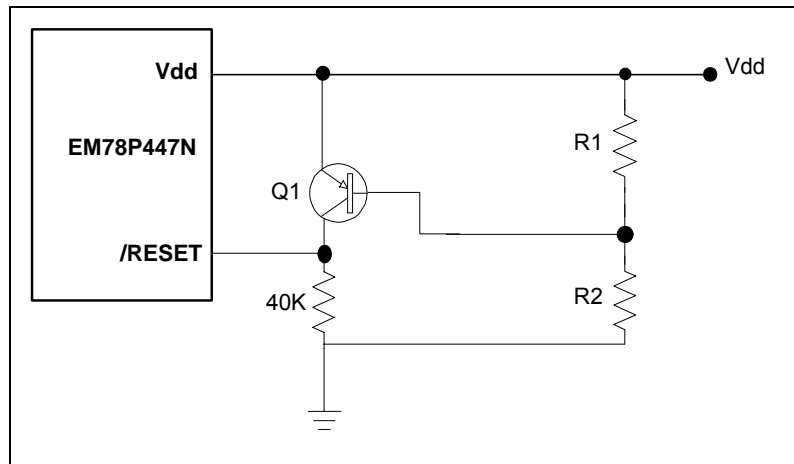 Vdd
Vdd
R1
EM78P447N
Q1
/RESET
R2
40K